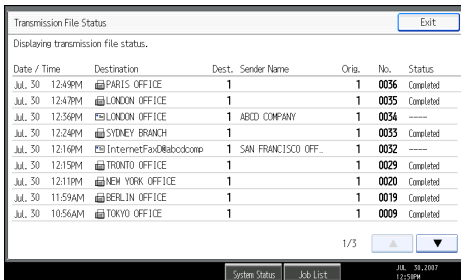 Transmission File Status Exit
Displaying transmission file status.
Date / Time Destination Dest. Sender Name Orig. No. Status
JUL. 30 12:49PM PARIS OFFICE 1 1 0036 Completed
JUL. 30 12:47PM LONDON OFFICE 1 1 0035 Completed
JUL. 30 12:36PM LONDON OFFICE 1 ABCD COMPANY 1 0034 ----
JUL. 30 12:24PM SYDNEY BRANCH 1 1 0033 Completed
JUL. 30 12:16PM InternetFaxD@abcdcomp 1 SAN FRANCISCO OFF... 1 0032 ----
JUL. 30 12:15PM TRONTO OFFICE 1 1 0029 Completed
JUL. 30 12:11PM NEW YORK OFFICE 1 1 0020 Completed
JUL. 30 11:59AM BERLIN OFFICE 1 1 0019 Completed
JUL. 30 10:56AM TOKYO OFFICE 1 1 0009 Completed
1/3 ▲ ▼
System Status Job List JUL 30,2007
12:50PM